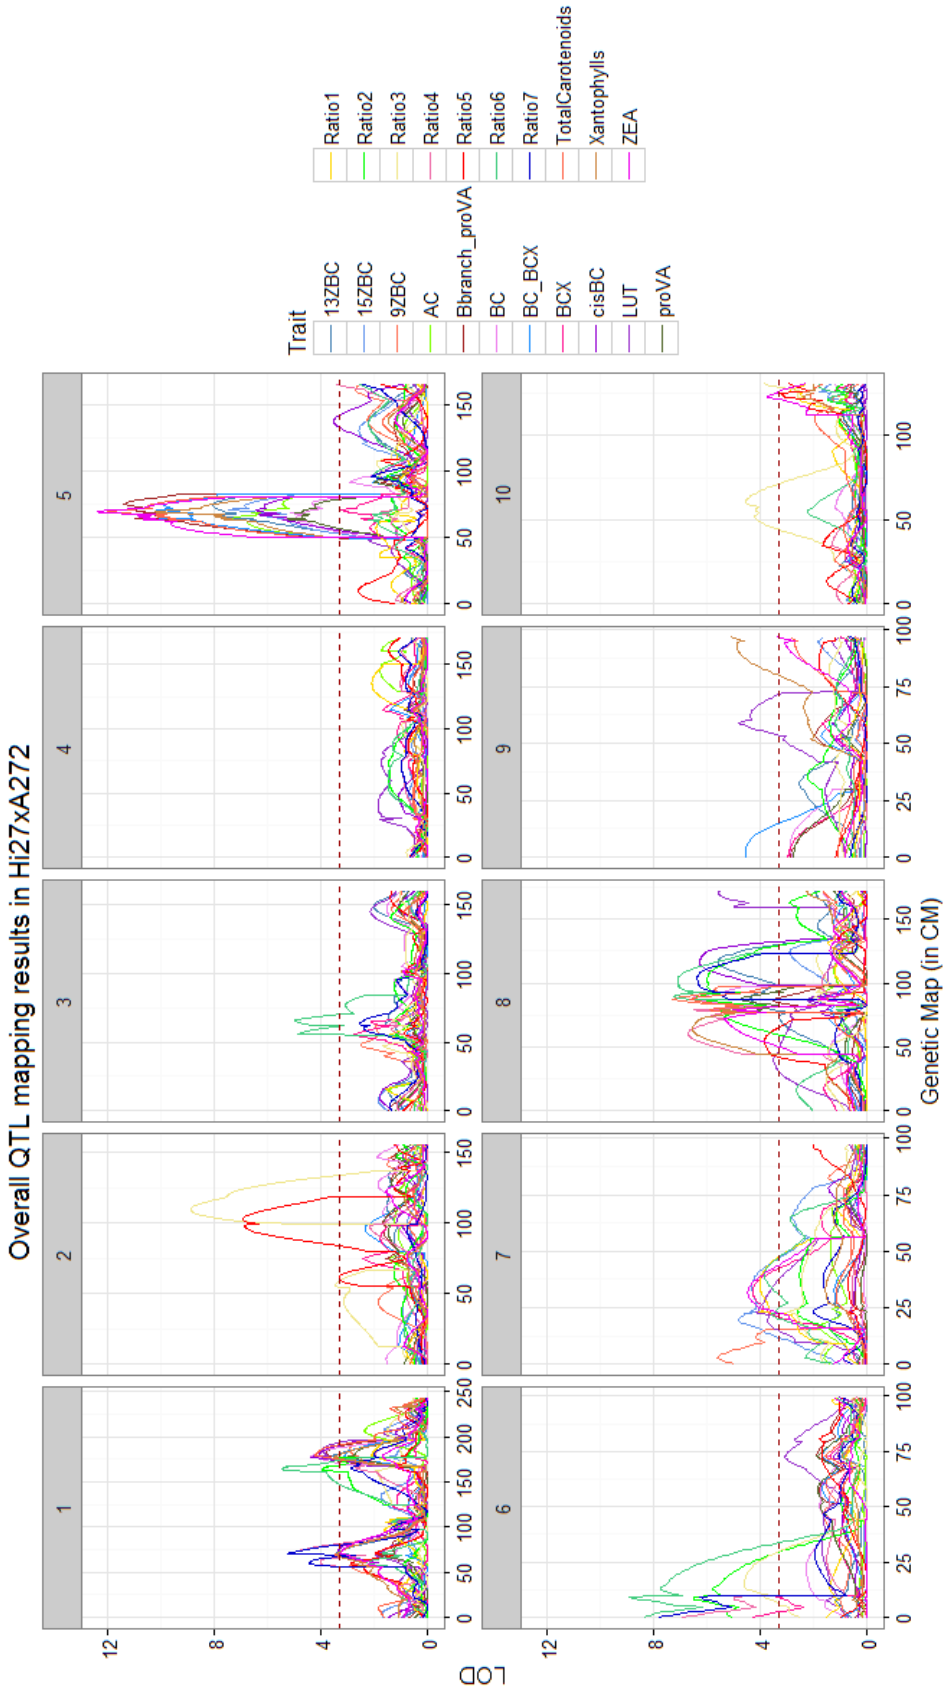 Overall QTL mapping results in Hi27xA272
1
2
3
4
5
12
8
4
0
0 50 100 150 200 250
0 50 100 150
0 50 100 150
0 50 100 150
0 50 100 150
6
7
8
9
10
12
8
4
0
0 25 50 75 100
0 25 50 75 100
0 50 100 150
0 25 50 75 100
0 50 100
LOD
Genetic Map (in CM)
Trait
13ZBC
15ZBC
9ZBC
AC
Bbranch_proVA
BC
BC_BCX
BCX
cisBC
LUT
proVA
Ratio1
Ratio2
Ratio3
Ratio4
Ratio5
Ratio6
Ratio7
TotalCarotenoids
Xantophylls
ZEA